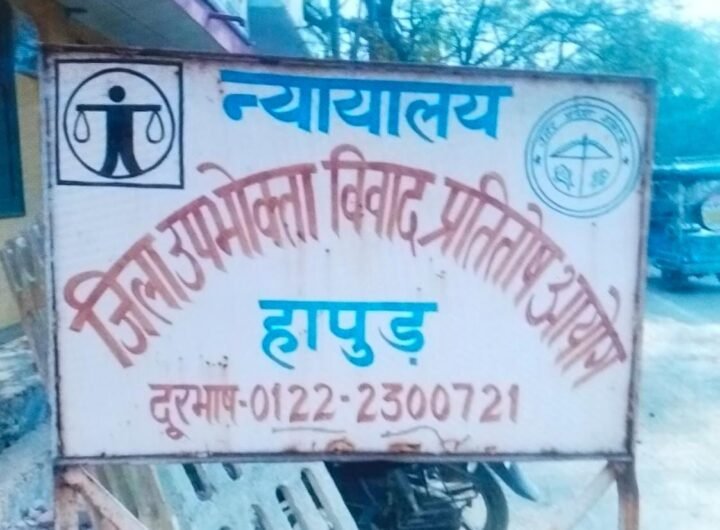 न्यायालय
जिला उपभोक्ता विवाद प्रतितोष आयोग
हापुड़
दूरभाष-0122-2300721